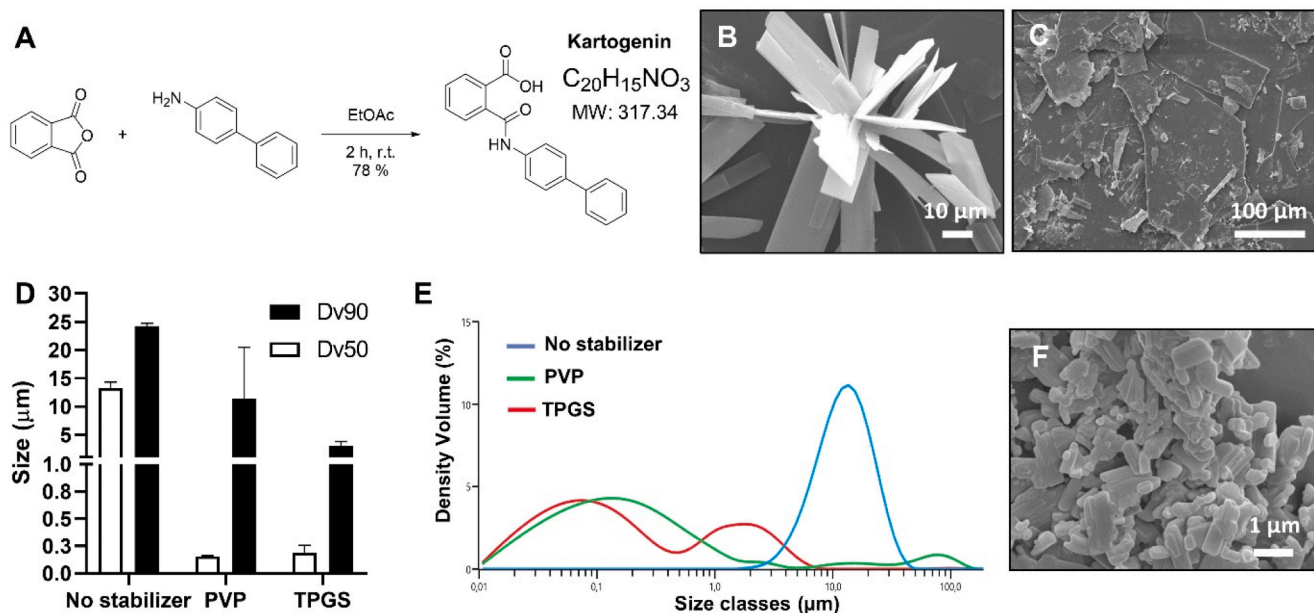 A
O
O
O
+
H₂N
EtOAc
2 h, r.t.
78 %
O
OH
O
HN
Kartogenin
C₂₀H₁₅NO₃
MW: 317.34
B
10 µm
C
100 µm
D
Size (µm)
30
25
20
15
10
5
1.0
0.8
0.5
0.3
0.0
Dv90
Dv50
No stabilizer
PVP
TPGS
E
Density Volume (%)
15
10
5
0
No stabilizer
PVP
TPGS
0,01
0,1
1,0
10,0
100,0
Size classes (µm)
F
1 µm